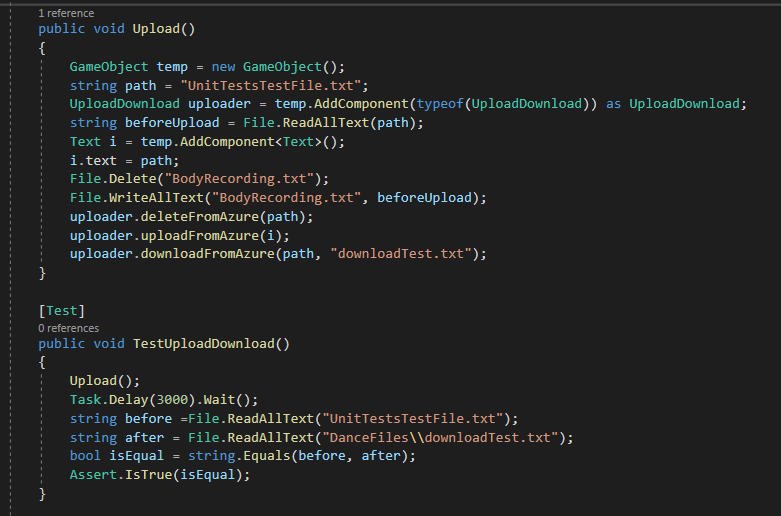 1 reference
public void Upload()
{
GameObject temp = new GameObject();
string path = "UnitTestsTestFile.txt";
UploadDownload uploader = temp.AddComponent(typeof(UploadDownload)) as UploadDownload;
string beforeUpload = File.ReadAllText(path);
Text i = temp.AddComponent<Text>();
i.text = path;
File.Delete("BodyRecording.txt");
File.WriteAllText("BodyRecording.txt", beforeUpload);
uploader.deleteFromAzure(path);
uploader.uploadFromAzure(i);
uploader.downloadFromAzure(path, "downloadTest.txt");
}
[Test]
0 references
public void TestUploadDownload()
{
Upload();
Task.Delay(3000).Wait();
string before =File.ReadAllText("UnitTestsTestFile.txt");
string after = File.ReadAllText("DanceFiles\\downloadTest.txt");
bool isEqual = string.Equals(before, after);
Assert.IsTrue(isEqual);
}